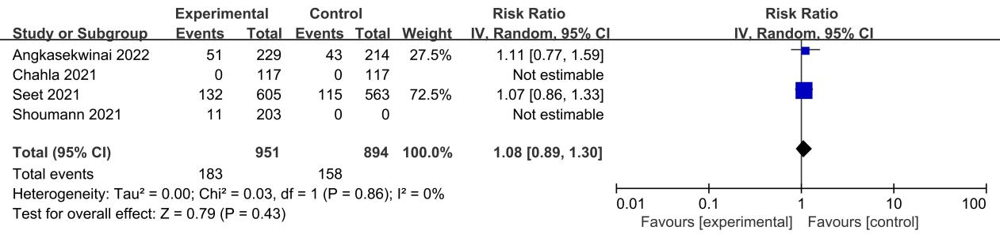 Experimental Control Risk Ratio Risk Ratio
Study or Subgroup Events Total Events Total Weight IV, Random, 95% CI IV, Random, 95% CI
Angkasekwinai 2022 51 229 43 214 27.5% 1.11 [0.77, 1.59]
Chahla 2021 0 117 0 117 Not estimable
Seet 2021 132 605 115 563 72.5% 1.07 [0.86, 1.33]
Shoumann 2021 11 203 0 0 Not estimable
Total (95% CI) 951 894 100.0% 1.08 [0.89, 1.30]
Total events 183 158
Heterogeneity: Tau² = 0.00; Chi² = 0.03, df = 1 (P = 0.86); I² = 0%
Test for overall effect: Z = 0.79 (P = 0.43)
0.01 0.1 1 10 100
Favours [experimental] Favours [control]